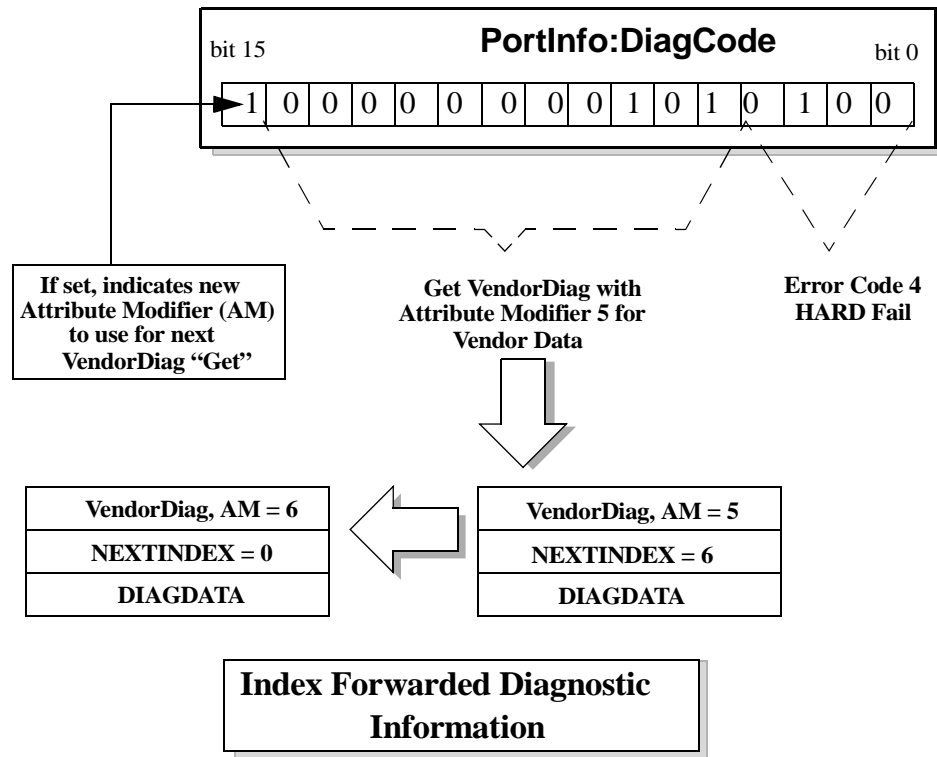 PortInfo:DiagCode
bit 15
bit 0
1 0 0 0 0 0 0 0 0 1 0 1 0 1 0 0
If set, indicates new
Attribute Modifier (AM)
to use for next
VendorDiag “Get”
Get VendorDiag with
Attribute Modifier 5 for
Vendor Data
Error Code 4
HARD Fail
VendorDiag, AM = 6
NEXTINDEX = 0
DIAGDATA
VendorDiag, AM = 5
NEXTINDEX = 6
DIAGDATA
Index Forwarded Diagnostic
Information